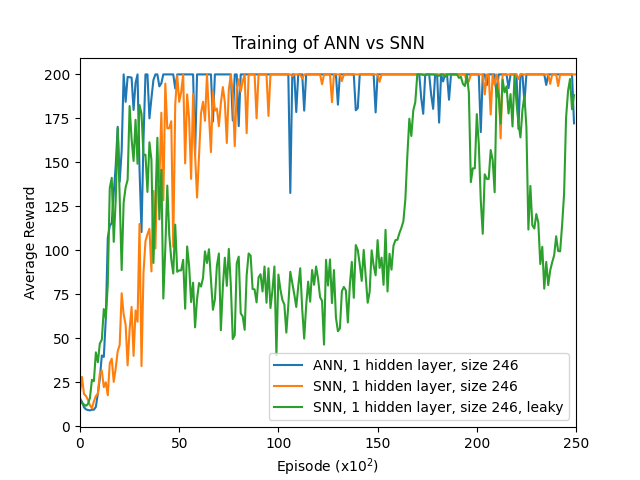 Training of ANN vs SNN
200
175
150
125
100
75
50
25
0
Average Reward
0 50 100 150 200 250
Episode (x10²)
ANN, 1 hidden layer, size 246
SNN, 1 hidden layer, size 246
SNN, 1 hidden layer, size 246, leaky